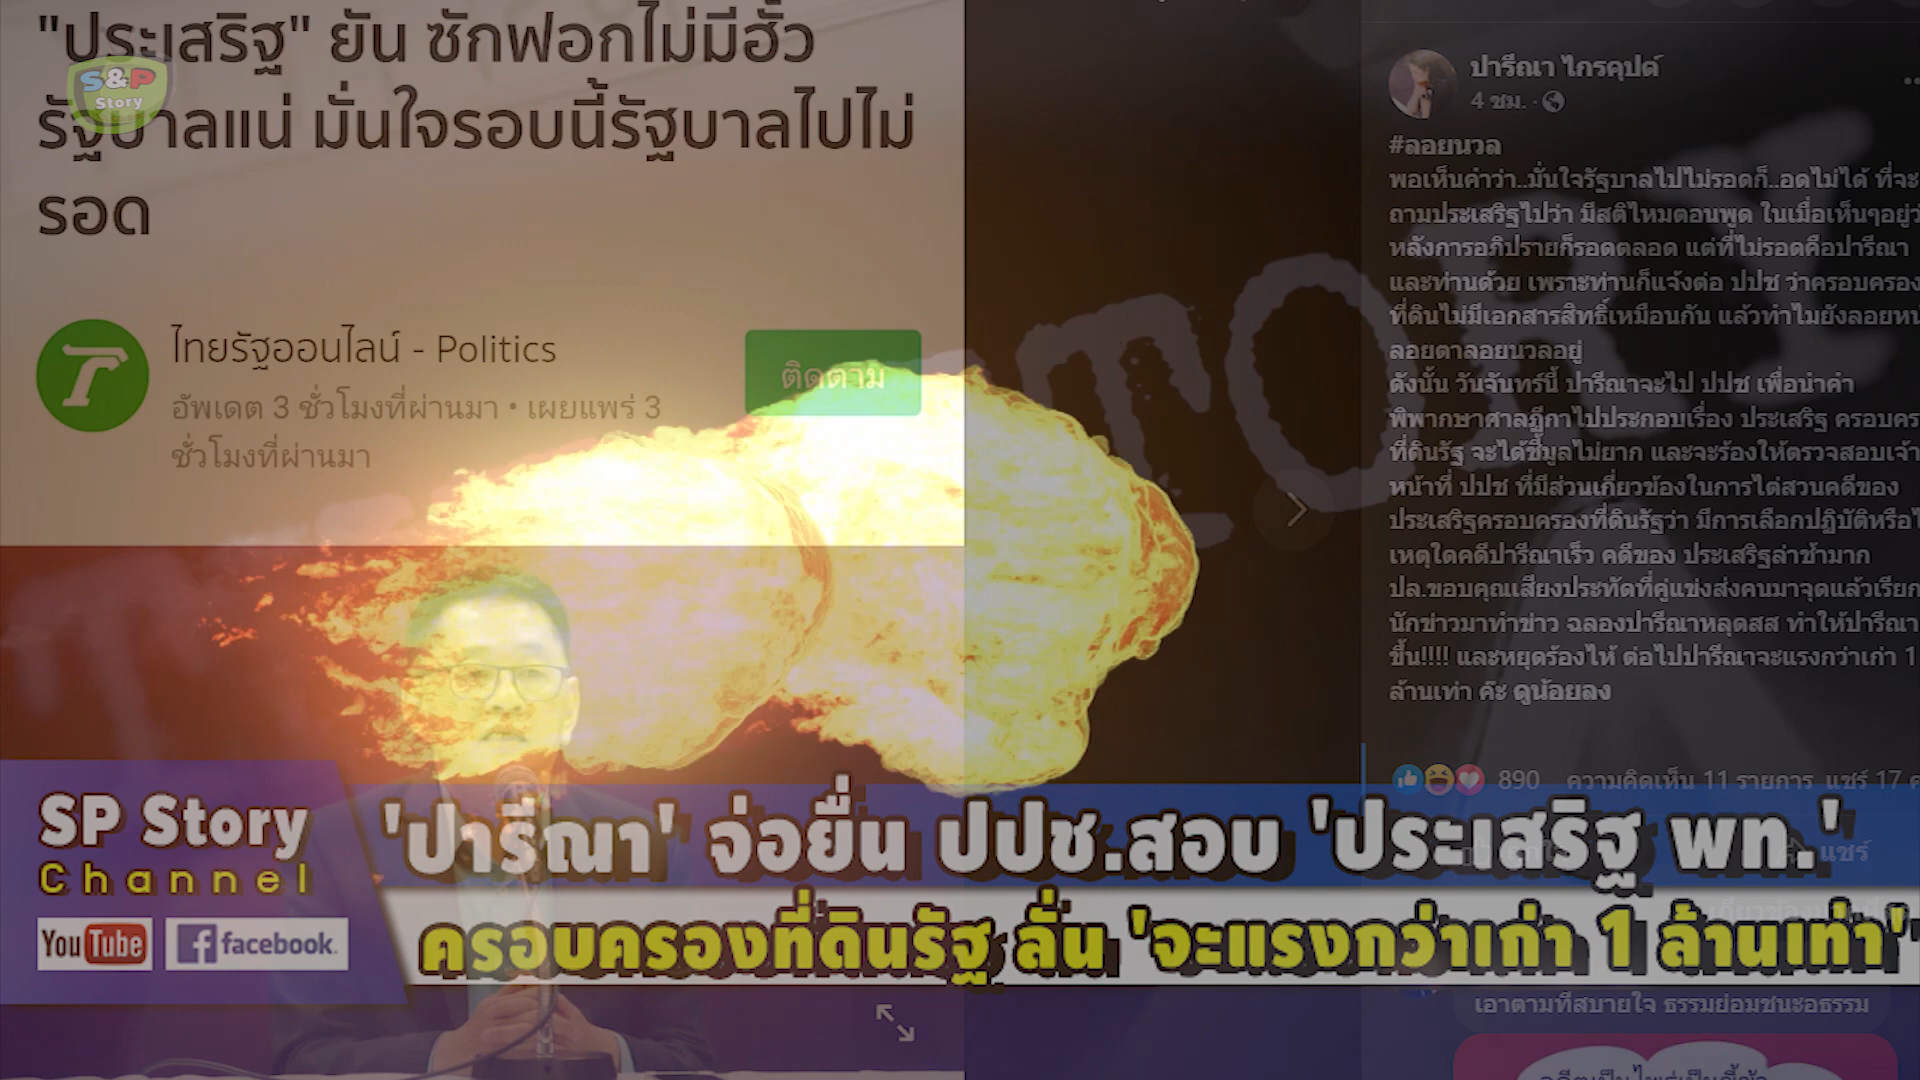 "ประเสริฐ" ยัน ซักฟอกไม่มีฮั้ว
รัฐบาลแน่ มั่นใจรอบนี้รัฐบาลไปไม่
รอด
S&P
Story
ไทยรัฐออนไลน์ - Politics
อัพเดต 3 ชั่วโมงที่ผ่านมา • เผยแพร่ 3
ชั่วโมงที่ผ่านมา
ติดตาม
ปารีณา ไกรคุปต์
4 ชม. ·
#ลอยนวล
พอเห็นคำว่า..มั่นใจรัฐบาลไปไม่รอดก็..อดไม่ได้ ที่จะ
ถามประเสริฐไปว่า มีสติไหมตอนพูด ในเมื่อเห็นๆอยู่ว่
หลังการอภิปรายก็รอดตลอด แต่ที่ไม่รอดคือปารีณา
และท่านด้วย เพราะท่านก็แจ้งต่อ ปปช ว่าครอบครอง
ที่ดินไม่มีเอกสารสิทธิ์เหมือนกัน แล้วทำไมยังลอยหน
ลอยตาลอยนวลอยู่
ดังนั้น วันจันทร์นี้ ปารีณาจะไป ปปช เพื่อนำคำ
พิพากษาศาลฎีกาไปประกอบเรื่อง ประเสริฐ ครอบคร
ที่ดินรัฐ จะได้ชี้มูลไม่ยาก และจะร้องให้ตรวจสอบเจ้า
หน้าที่ ปปช ที่มีส่วนเกี่ยวข้องในการไต่สวนคดีของ
ประเสริฐครอบครองที่ดินรัฐว่า มีการเลือกปฏิบัติหรือไ
เหตุใดคดีปารีณาเร็ว คดีของ ประเสริฐล่าช้ามาก
ปล.ขอบคุณเสียงประทัดที่คู่แข่งส่งคนมาจุดแล้วเรียก
นักข่าวมาทำข่าว ฉลองปารีณาหลุดสส ทำให้ปารีณา
ขึ้น!!!! และหยุดร้องไห้ ต่อไปปารีณาจะแรงกว่าเก่า 1
ล้านเท่า ค๊ะ ดูน้อยลง
890 ความคิดเห็น 11 รายการ แชร์ 17 ค
แชร์
SP Story
Channel
YouTube facebook.
'ปารีณา' จ่อยื่น ปปช.สอบ 'ประเสริฐ พท.'
ครอบครองที่ดินรัฐ ลั่น 'จะแรงกว่าเก่า 1 ล้านเท่า'
เอาตามที่สบายใจ ธรรมย่อมชนะอธรรม